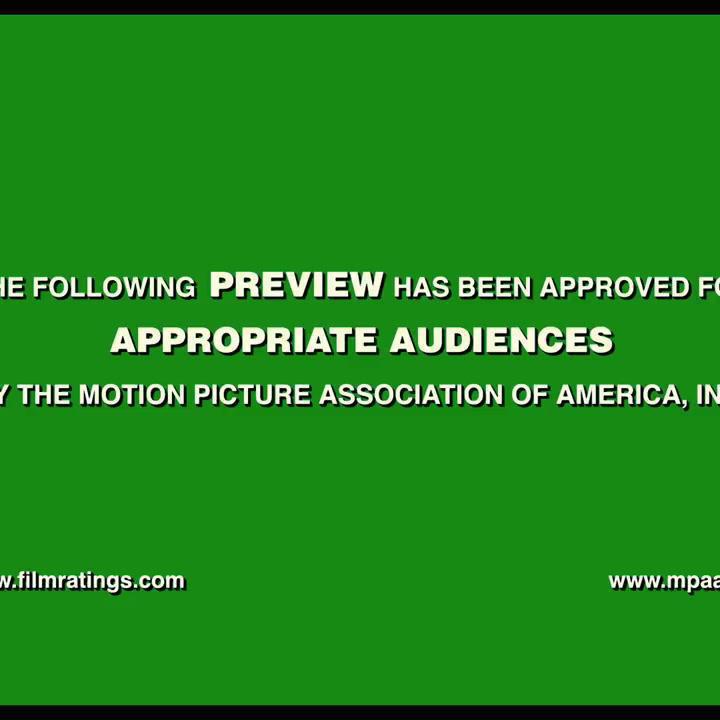 HE FOLLOWING PREVIEW HAS BEEN APPROVED FO
APPROPRIATE AUDIENCES
Y THE MOTION PICTURE ASSOCIATION OF AMERICA, IN
w.filmratings.com www.mpaa